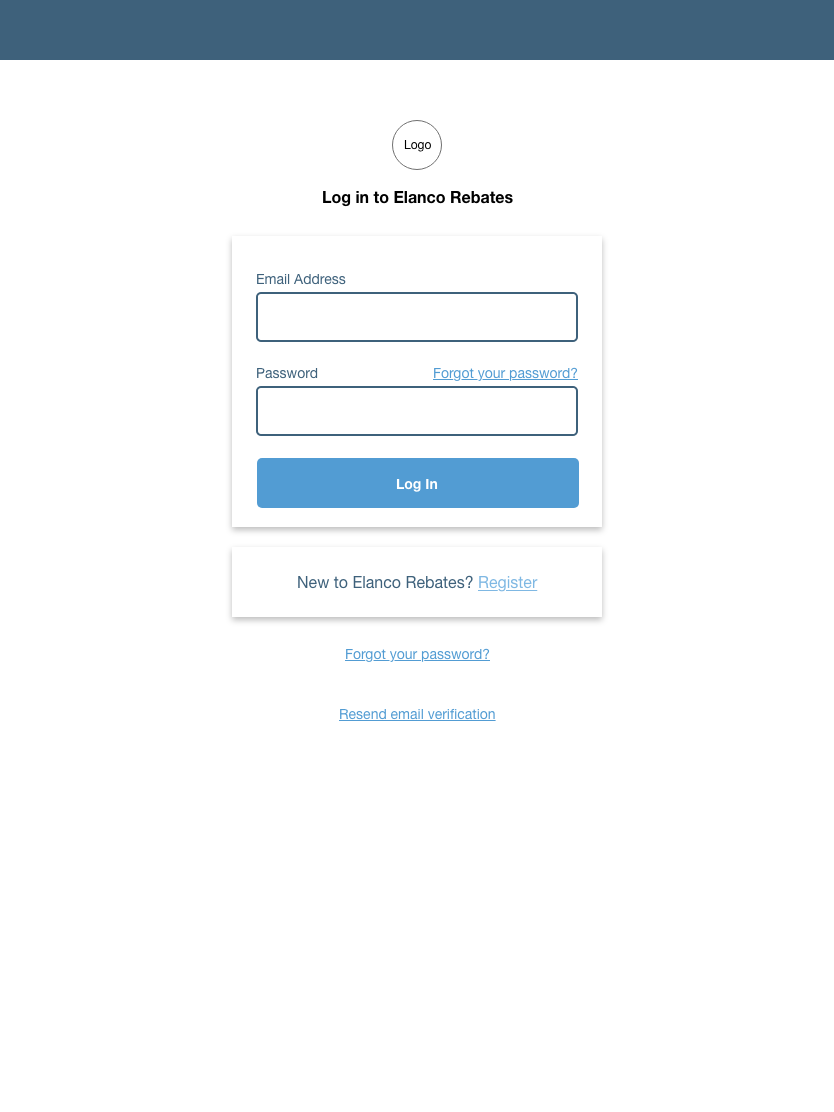 Logo
Log in to Elanco Rebates
Email Address
Password Forgot your password?
Log In
New to Elanco Rebates? Register
Forgot your password?
Resend email verification